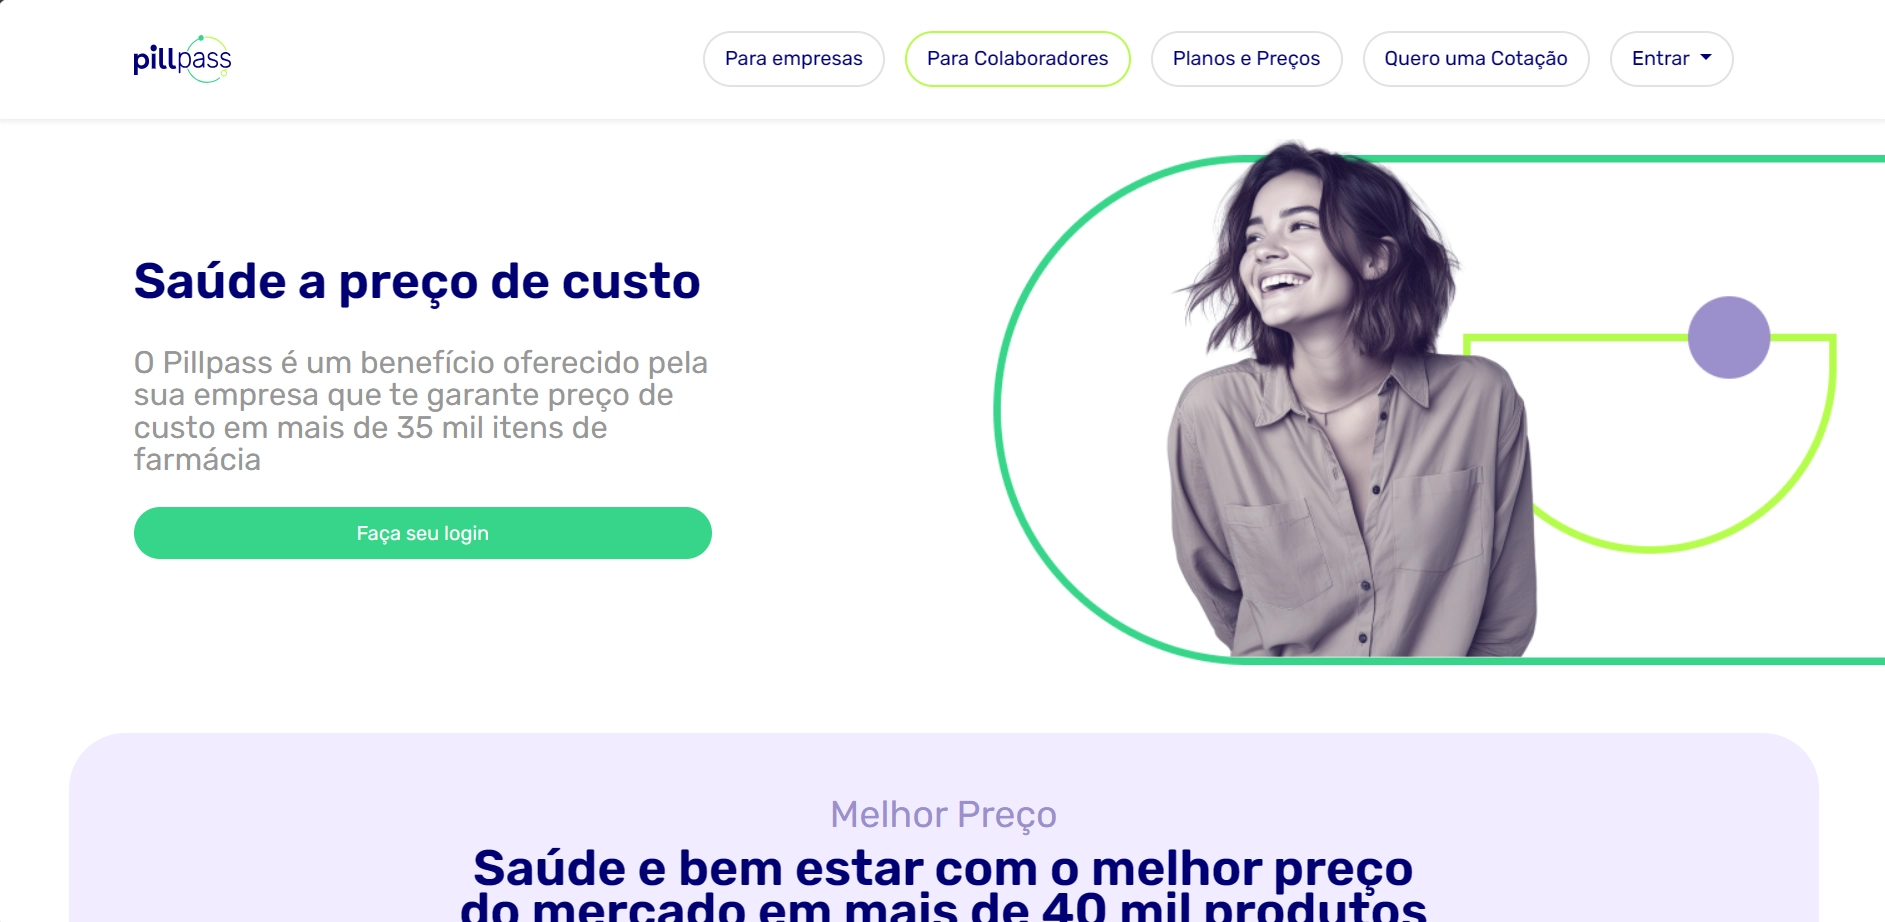 pillpass
Para empresas
Para Colaboradores
Planos e Preços
Quero uma Cotação
Entrar
Saúde a preço de custo
O Pillpass é um benefício oferecido pela
sua empresa que te garante preço de
custo em mais de 35 mil itens de
farmácia
Faça seu login
Melhor Preço
Saúde e bem estar com o melhor preço
do mercado em mais de 40 mil produtos